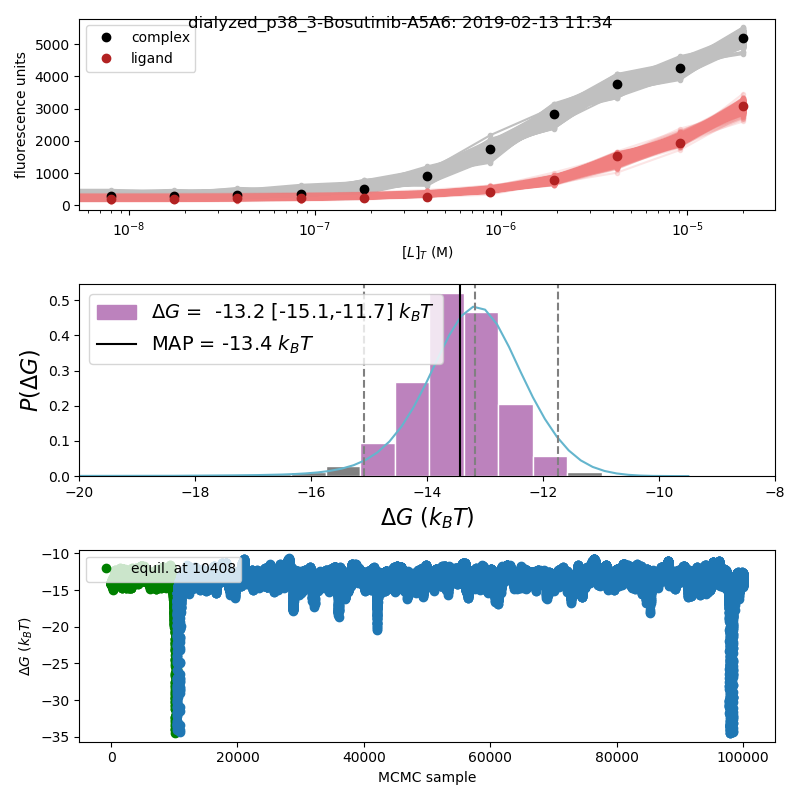 dialyzed_p38_3-Bosutinib-A5A6: 2019-02-13 11:34
complex
ligand
fluorescence units
0
1000
2000
3000
4000
5000
10⁻⁸
10⁻⁷
10⁻⁶
10⁻⁵
[L]_T (M)
ΔG = -13.2 [-15.1,-11.7] k_BT
MAP = -13.4 k_BT
P(ΔG)
0.0
0.1
0.2
0.3
0.4
0.5
−20
−18
−16
−14
−12
−10
−8
ΔG (k_BT)
equil. at 10408
ΔG (k_BT)
−10
−15
−20
−25
−30
−35
0
20000
40000
60000
80000
100000
MCMC sample